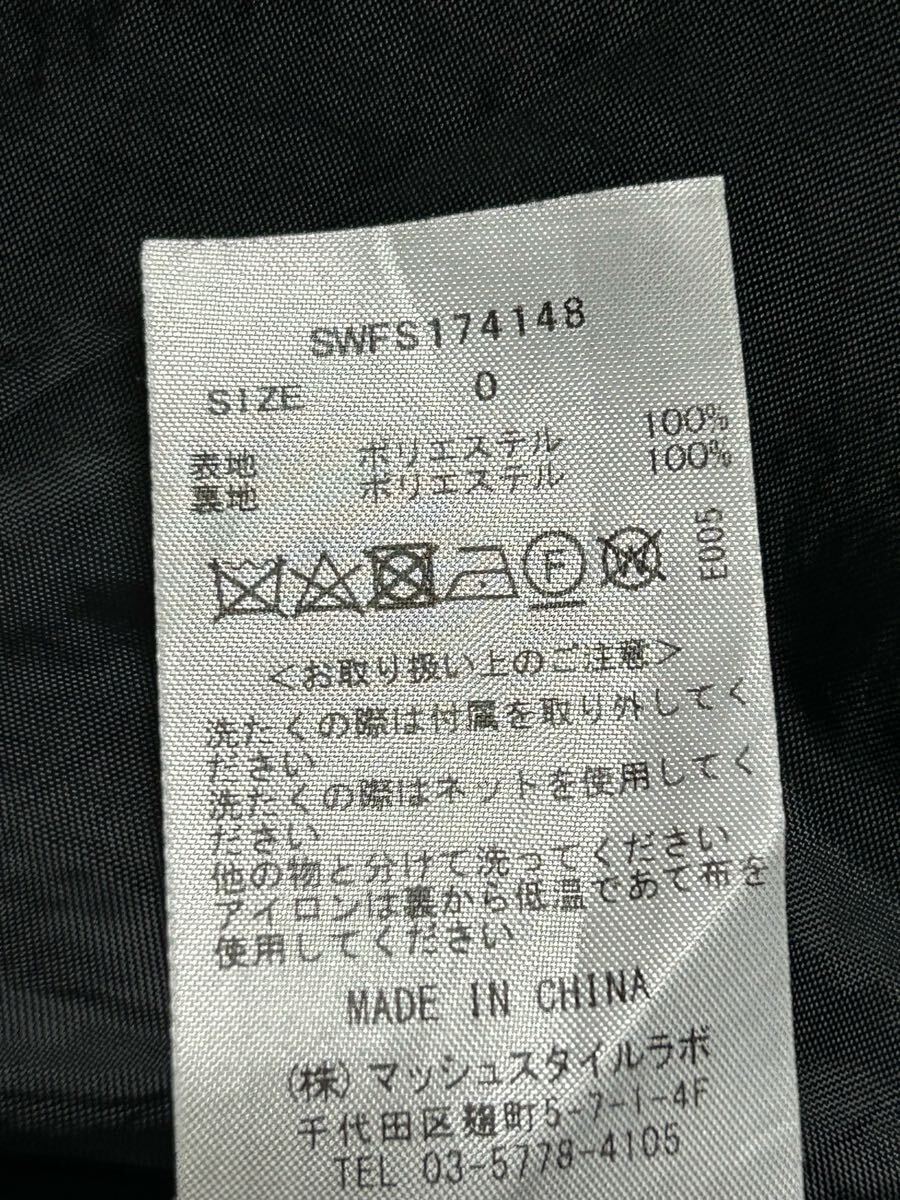 SWFS174148
SIZE 0
表地 ポリエステル 100%
裏地 ポリエステル 100%
F
W
E005
<お取り扱い上のご注意>
洗たくの際は付属を取り外してく
ださい
洗たくの際はネットを使用してく
ださい
他の物と分けて洗ってください
アイロンは裏から低温であて布を
使用してください
MADE IN CHINA
(株)マッシュスタイルラボ
千代田区麹町5-7-1-4F
TEL 03-5778-4105